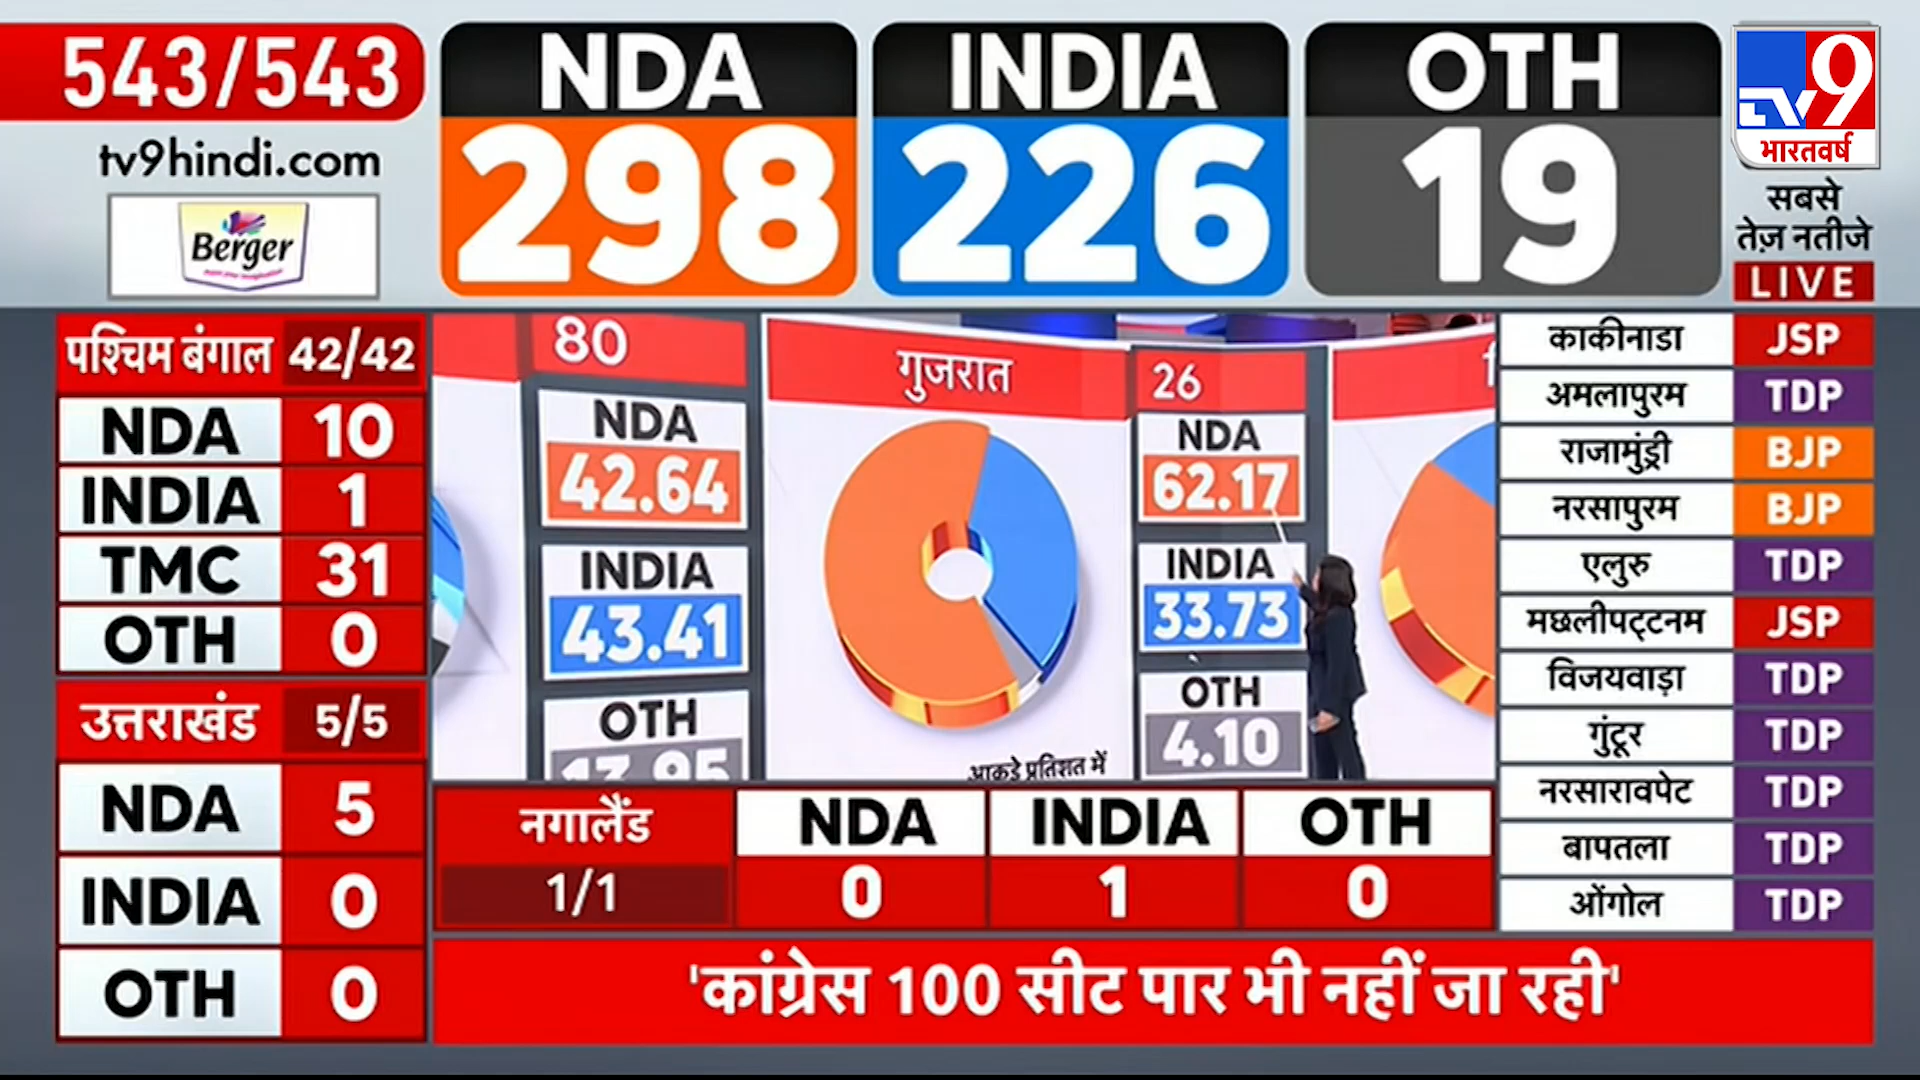 543/543
NDA
INDIA
OTH
298
226
19
TV9
भारतवर्ष
tv9hindi.com
Berger
सबसे
तेज़ नतीजे
LIVE
पश्चिम बंगाल 42/42
NDA 10
INDIA 1
TMC 31
OTH 0
उत्तराखंड 5/5
NDA 5
INDIA 0
OTH 0
80
NDA
42.64
INDIA
43.41
OTH
13.95
गुजरात
26
NDA
62.17
INDIA
33.73
OTH
4.10
आकड़े प्रतिशत में
नगालैंड NDA INDIA OTH
1/1 0 1 0
काकीनाडा JSP
अमलापुरम TDP
राजामुंड्री BJP
नरसापुरम BJP
एलुरु TDP
मछलीपट्टनम JSP
विजयवाड़ा TDP
गुंटूर TDP
नरसारावपेट TDP
बापतला TDP
ओंगोल TDP
'कांग्रेस 100 सीट पार भी नहीं जा रही'